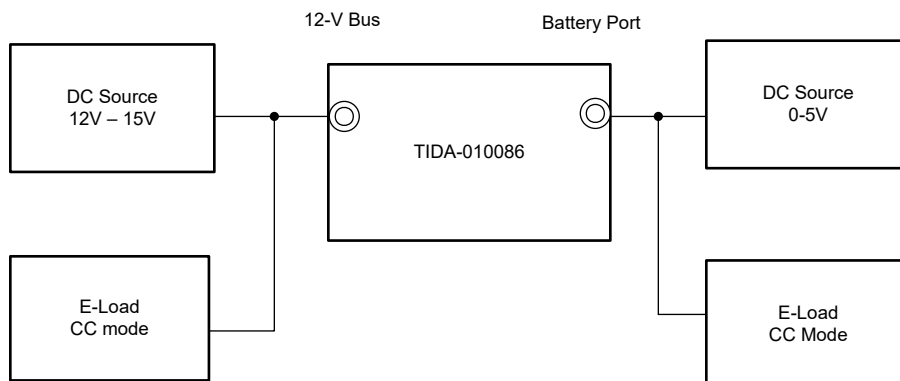 12-V Bus
Battery Port
DC Source
12V – 15V
TIDA-010086
DC Source
0-5V
E-Load
CC mode
E-Load
CC Mode